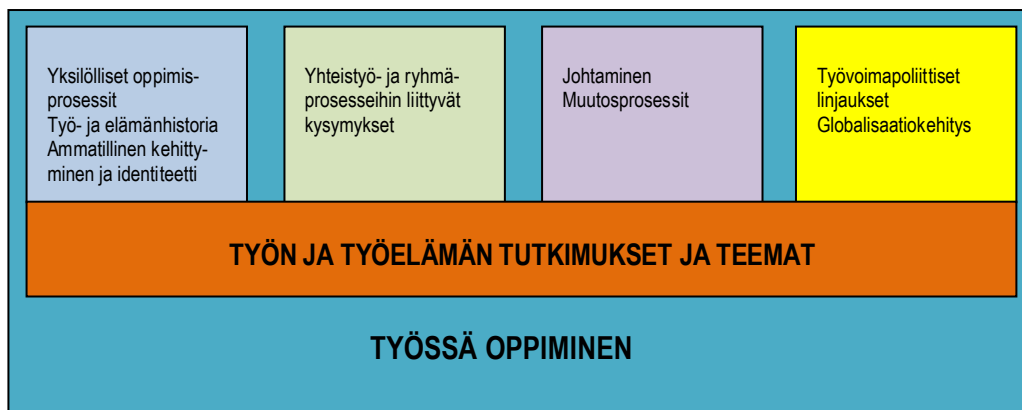 Yksilölliset oppimis-
prosessit
Työ- ja elämänhistoria
Ammatillinen kehitty-
minen ja identiteetti
Yhteistyö- ja ryhmä-
prosesseihin liittyvät
kysymykset
Johtaminen
Muutosprosessit
Työvoimapoliittiset
linjaukset
Globalisaatiokehitys
TYÖN JA TYÖELÄMÄN TUTKIMUKSET JA TEEMAT
TYÖSSÄ OPPIMINEN